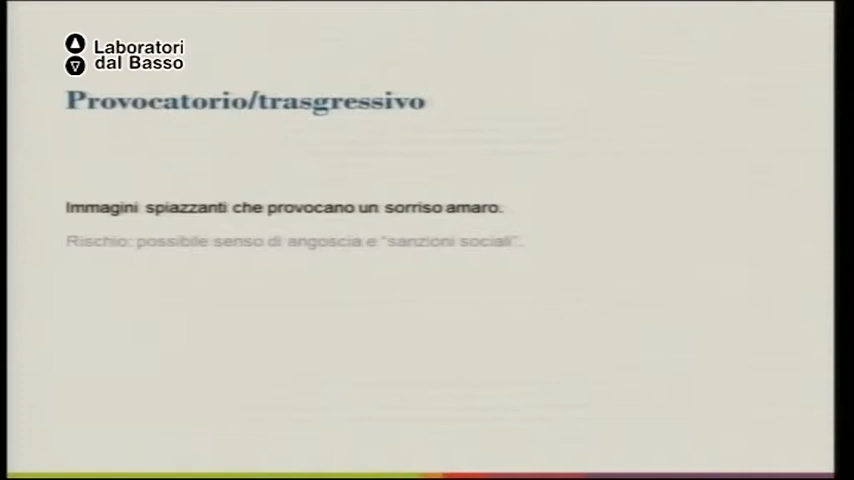 Laboratori
dal Basso
Provocatorio/trasgressivo
Immagini spiazzanti che provocano un sorriso amaro.
Rischio: possibile senso di angoscia e "sanzioni sociali".